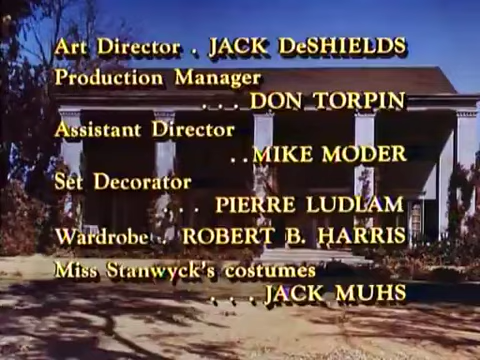 Art Director . JACK DeSHIELDS
Production Manager
. . . DON TORPIN
Assistant Director
. . MIKE MODER
Set Decorator
. . . PIERRE LUDLAM
Wardrobe . . ROBERT B. HARRIS
Miss Stanwyck's costumes
. . . JACK MUHS